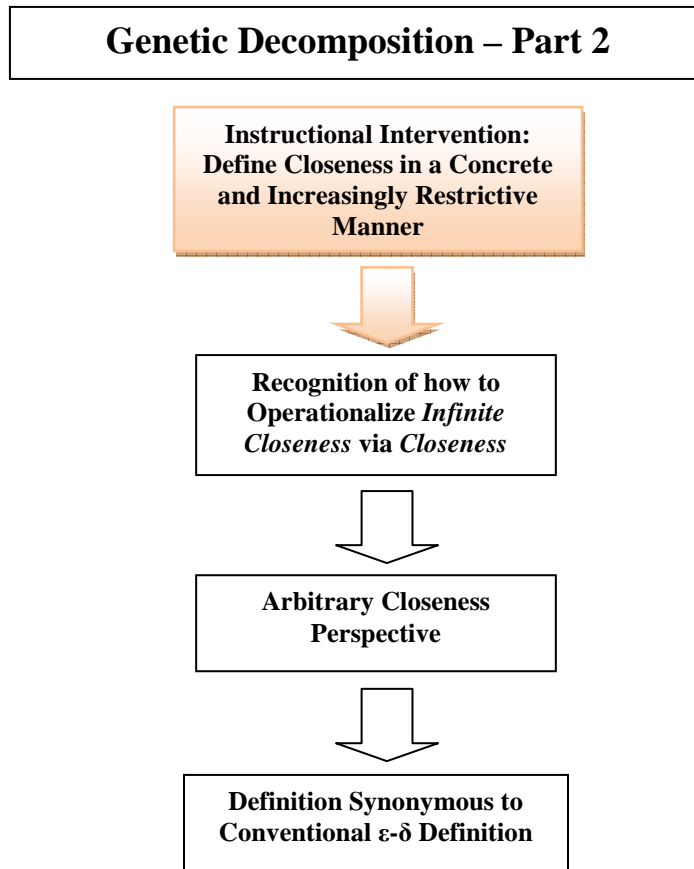 Genetic Decomposition – Part 2
Instructional Intervention:
Define Closeness in a Concrete
and Increasingly Restrictive
Manner
Recognition of how to
Operationalize Infinite
Closeness via Closeness
Arbitrary Closeness
Perspective
Definition Synonymous to
Conventional ε-δ Definition